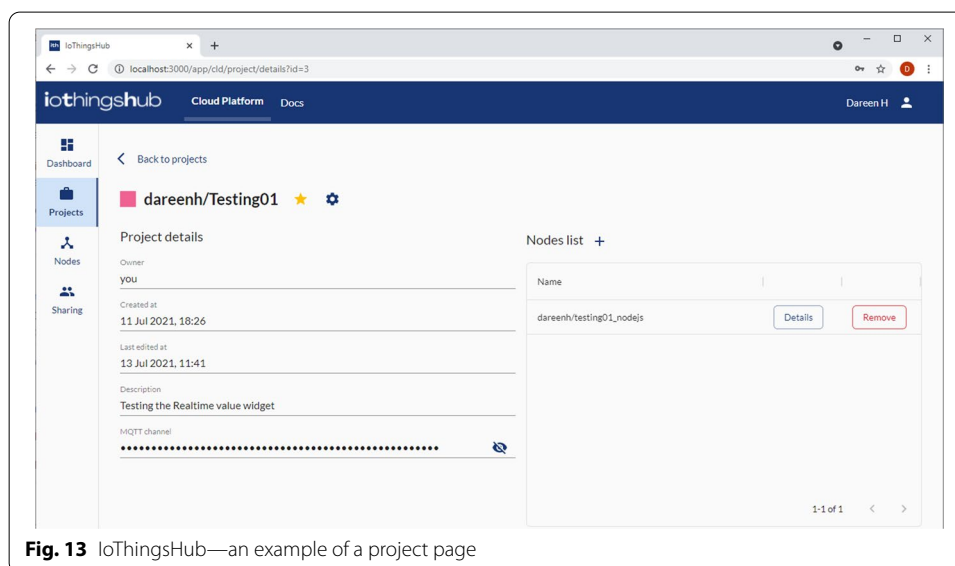 ith IoThingsHub
localhost:3000/app/cld/project/details?id=3
D
iothingshub Cloud Platform Docs Dareen H
Dashboard
Projects
Nodes
Sharing
Back to projects
dareenh/Testing01
Project details
Owner
you
Created at
11 Jul 2021, 18:26
Last edited at
13 Jul 2021, 11:41
Description
Testing the Realtime value widget
MQTT channel
••••••••••••••••••••••••••••••••••••••••••••••••••••
Nodes list +
Name
dareenh/testing01_nodejs Details Remove
1-1 of 1
Fig. 13 IoThingsHub—an example of a project page